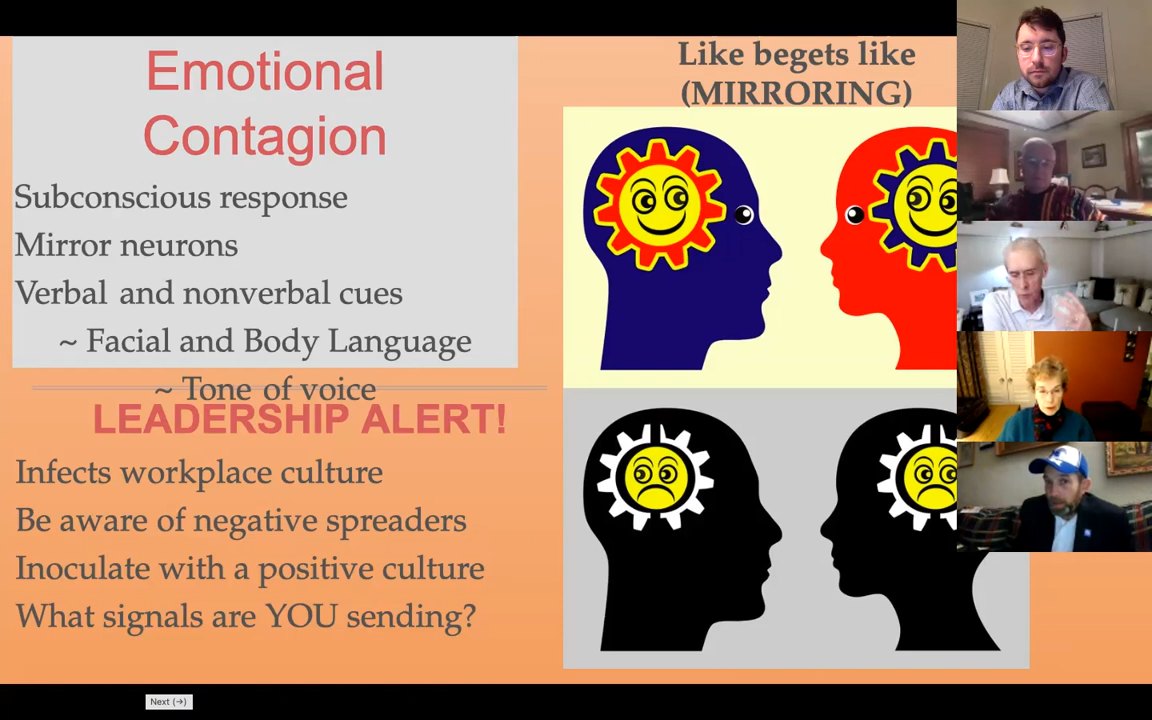 Emotional
Contagion
Subconscious response
Mirror neurons
Verbal and nonverbal cues
~ Facial and Body Language
~ Tone of voice
LEADERSHIP ALERT!
Infects workplace culture
Be aware of negative spreaders
Inoculate with a positive culture
What signals are YOU sending?
Like begets like
(MIRRORING)
Next (→)